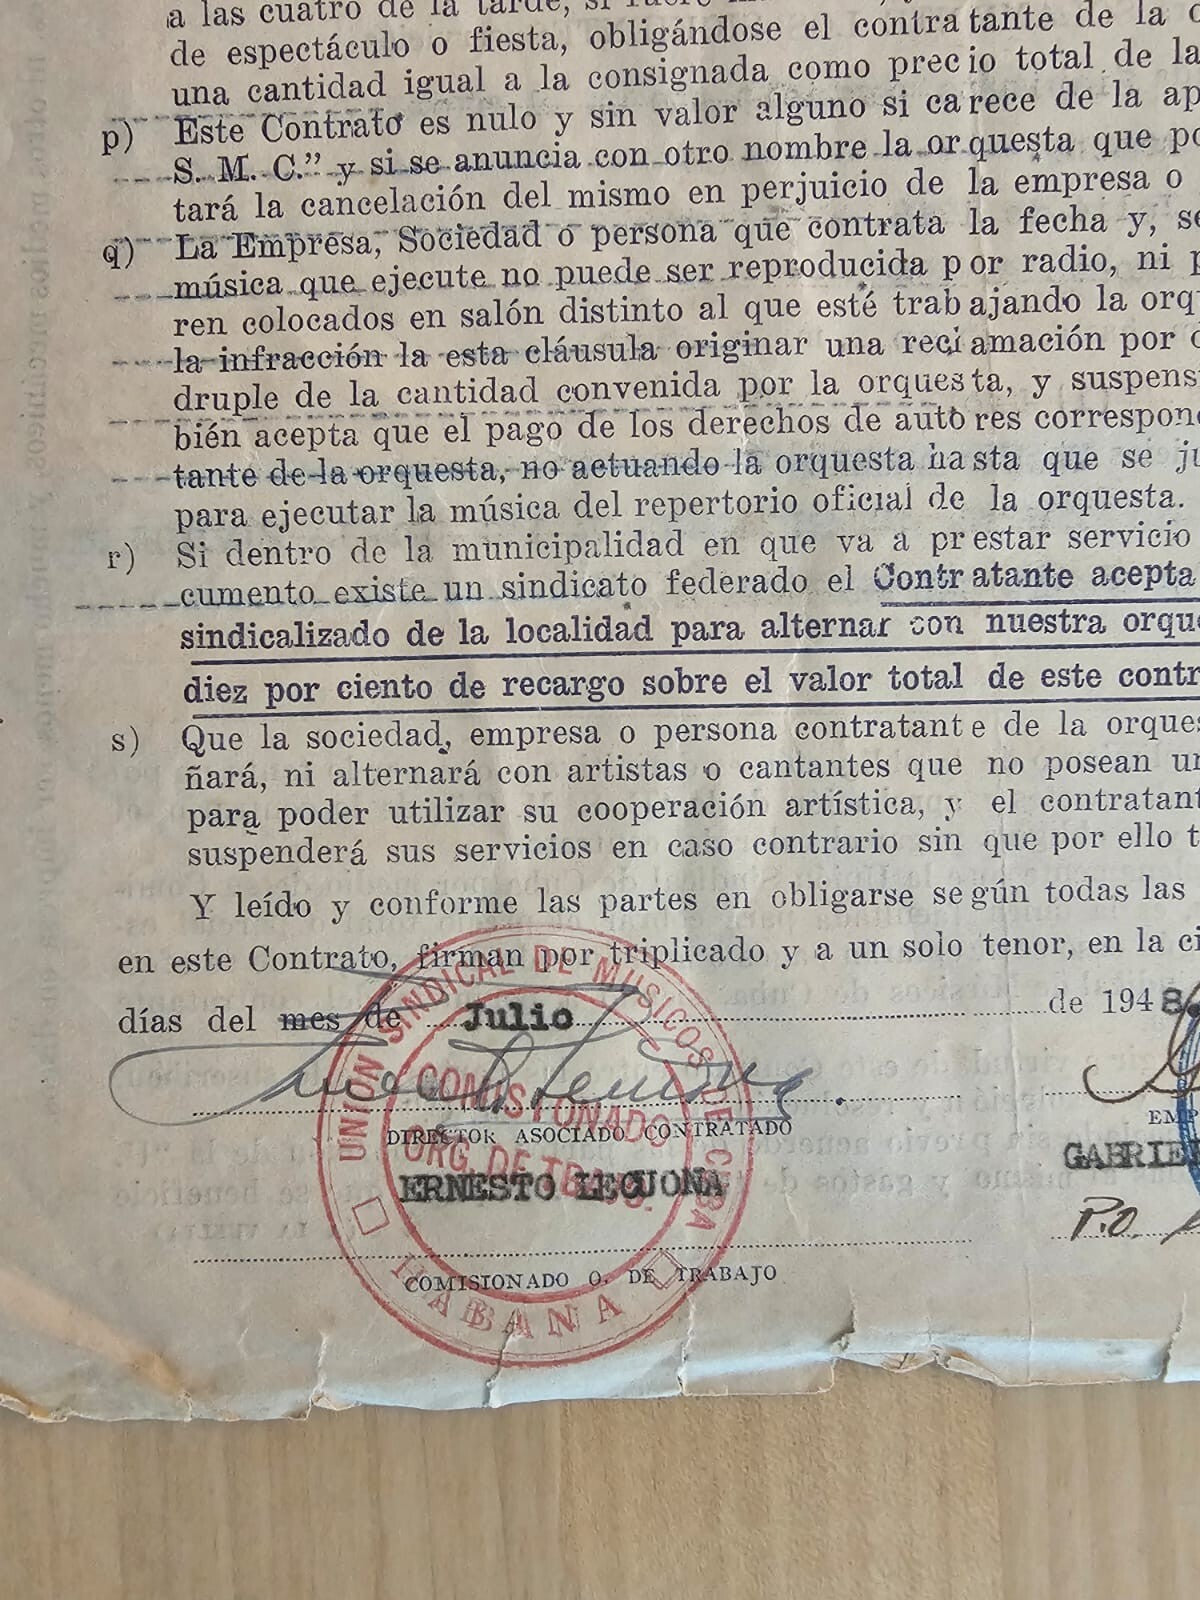 a las cuatro de la tarde, si
de espectáculo o fiesta, obligándose el contratante de la
una cantidad igual a la consignada como precio total de la
p) Este Contrato es nulo y sin valor alguno si carece de la ap
S. M. C.” y si se anuncia con otro nombre la orquesta que
tará la cancelación del mismo en perjuicio de la empresa o
q) La Empresa, Sociedad o persona que contrata la fecha y, se
música que ejecute no puede ser reproducida por radio, ni
ren colocados en salón distinto al que esté trabajando la orq
la infracción la esta cláusula originar una reclamación por
druple de la cantidad convenida por la orquesta, y suspens
bién acepta que el pago de los derechos de autores correspon
tante de la orquesta, no actuando la orquesta hasta que se ju
para ejecutar la música del repertorio oficial de la orquesta.
r) Si dentro de la municipalidad en que va a prestar servicio
cumento existe un sindicato federado el Contratante acepta
sindicalizado de la localidad para alternar con nuestra orqu
diez por ciento de recargo sobre el valor total de este contr
s) Que la sociedad, empresa o persona contratante de la orques
ñará, ni alternará con artistas o cantantes que no posean un
para poder utilizar su cooperación artística, y el contratant
suspenderá sus servicios en caso contrario sin que por ello t
Y leído y conforme las partes en obligarse según todas las
en este Contrato, firman por triplicado y a un solo tenor, en la ci
días del mes de Julio de 1948
UNION SINDICAL DE MUSICOS DE CUBA
COMISIONADO
ORG. DE TBJO.
HABANA
DIRECTOR ASOCIADO CONTRATADO
EMP
ERNESTO LECUONA
GABRIE
P.O.
COMISIONADO O. DE TRABAJO